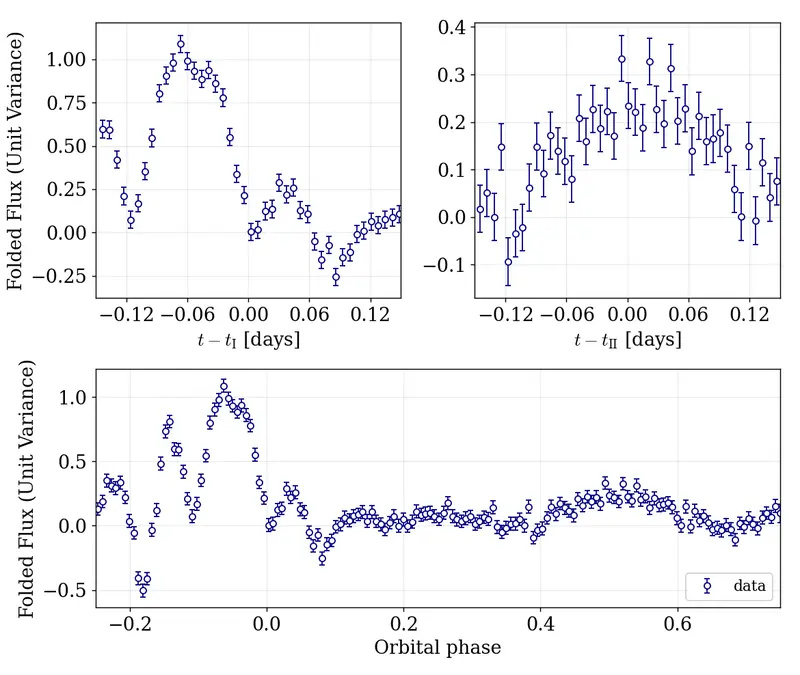 Folded Flux (Unit Variance)
1.00
0.75
0.50
0.25
0.00
−0.25
−0.12 −0.06 0.00 0.06 0.12
t − t_I [days]
0.4
0.3
0.2
0.1
0.0
−0.1
−0.12 −0.06 0.00 0.06 0.12
t − t_II [days]
Folded Flux (Unit Variance)
1.0
0.5
0.0
−0.5
−0.2 0.0 0.2 0.4 0.6
Orbital phase
data